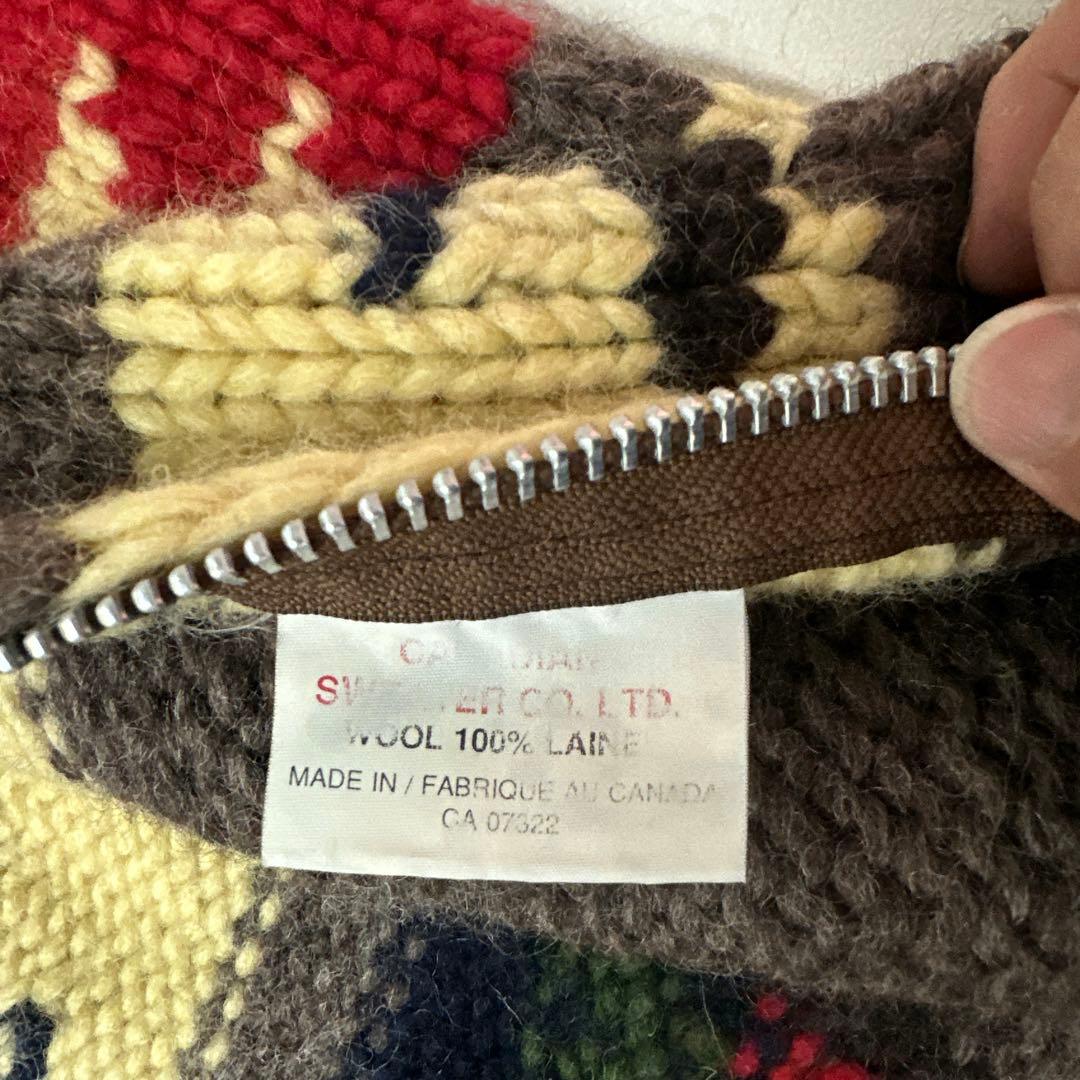 CO. LTD.
WOOL 100% LAINE
MADE IN / FABRIQUE AU CANADA
CA 07322